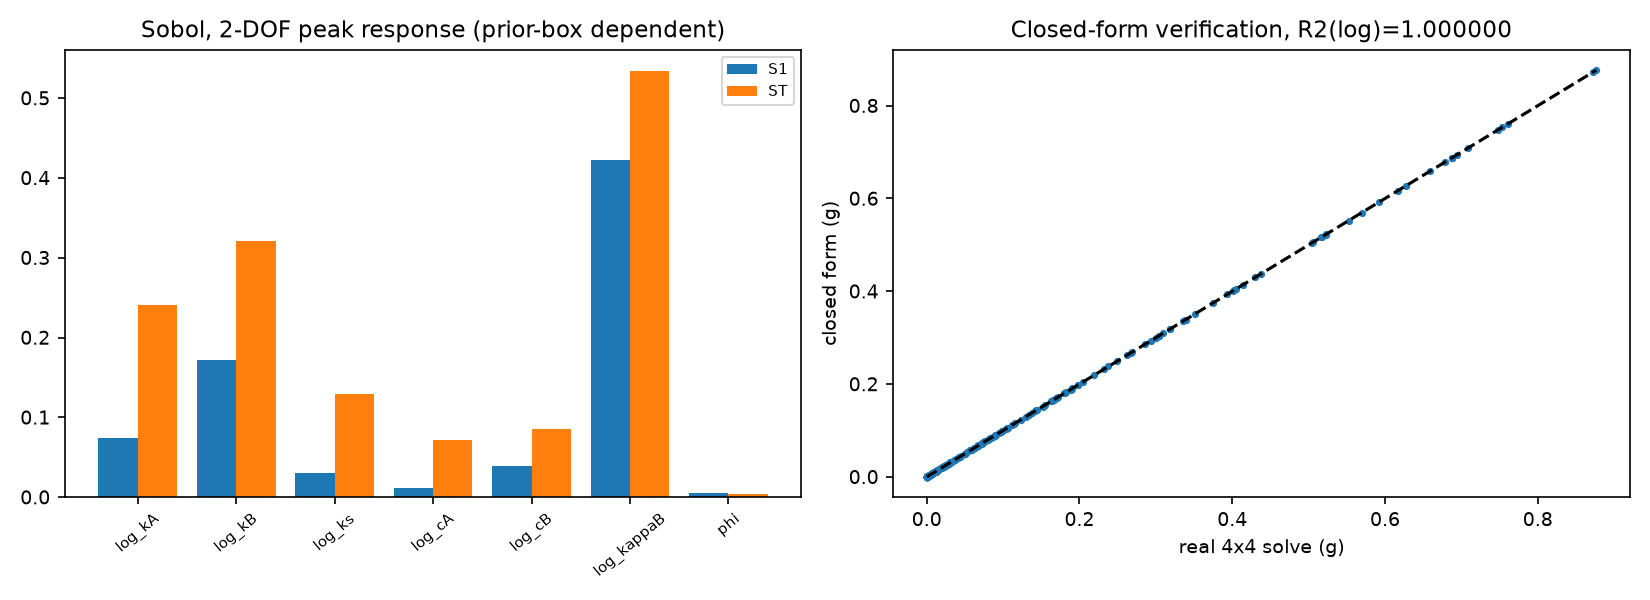 Sobol, 2-DOF peak response (prior-box dependent)
S1
ST
0.5
0.4
0.3
0.2
0.1
0.0
log_kA
log_kB
log_ks
log_cA
log_cB
log_kappaB
phi
Closed-form verification, R2(log)=1.000000
closed form (g)
0.8
0.6
0.4
0.2
0.0
0.0
0.2
0.4
0.6
0.8
real 4x4 solve (g)